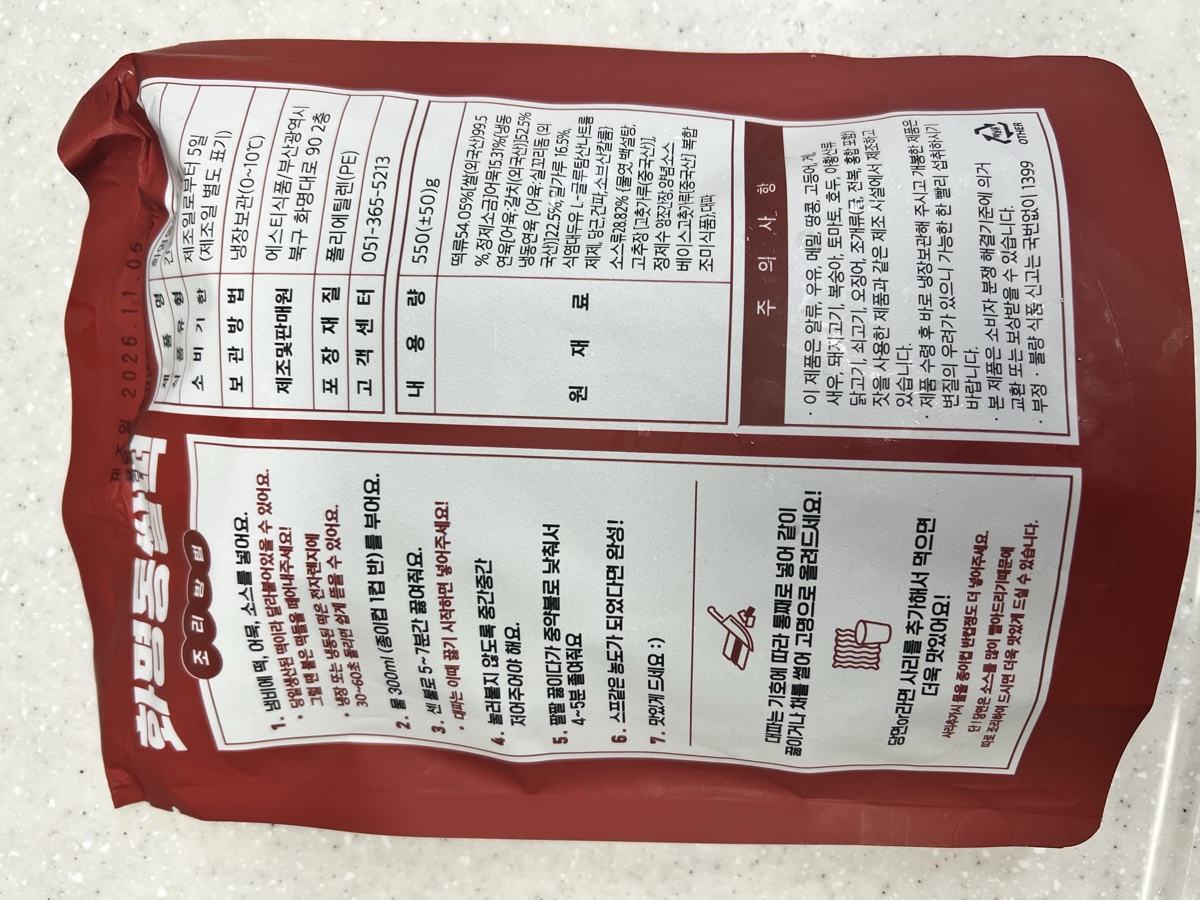 제조일 2026.11.05
화명동쌀떡
조리방법
1. 냄비에 떡, 어묵, 소스를 넣어요.
• 당일생산된 떡이라 달라붙어있을 수 있어요.
그럴 땐 붙은 떡들을 떼어내주세요!
• 냉장 또는 냉동된 떡은 전자렌지에
30~60초 돌리면 쉽게 뜯을 수 있어요.
2. 물 300ml (종이컵 1컵 반)를 부어요.
3. 센 불로 5~7분간 끓여줘요.
• 대파는 이때 끓기 시작하면 넣어주세요!
4. 눌러붙지 않도록 중간중간
저어주어야 해요.
5. 팔팔 끓이다가 중약불로 낮춰서
4~5분 졸여줘요
6. 스프같은 농도가 되었다면 완성!
7. 맛있게 드세요 :)
대파는 기호에 따라 통째로 넣어 같이
끓이거나 채를 썰어 고명으로 올려드세요!
당면or라면 사리를 추가해서 먹으면
더욱 맛있어요!
사리추가시 물을 종이컵 반컵정도 더 넣어주세요.
단! 당면은 소스를 많이 빨아드리기때문에
따로 조리하여 드시면 더욱 맛있게 드실 수 있습니다.
제품명
식품유형
소비기한 제조일로부터 5일
(제조일 별도 표기)
보관방법 냉장보관(0~10℃)
제조및판매원 에스티식품/부산광역시
북구 화명대로 90 2층
포장재질 폴리에틸렌(PE)
고객센터 051-365-5213
내용량 550(±50)g
원재료 떡류54.05%[쌀(외국산)99.5
%,정제소금]어묵15.31%{냉동
연육[어육:갈치(외국산)]52.5%
냉동연육 [어육:실꼬리돔 (외
국산)]22.5%,밀가루 16.5%,
식염대두유 L-글루탐산나트륨
제제, 당근,건파,소브산칼륨}
소스류28.82% {물엿,백설탕,
고추장 [고춧가루(중국산)],
정제수 양조간장,양념소스
베이스고춧가루[중국산] 복합
조미식품},대파
주의사항
· 이 제품은 알류, 우유, 메밀, 땅콩, 고등어, 게,
새우, 돼지고기, 복숭아, 토마토, 호두, 아황산류
닭고기, 쇠고기, 오징어, 조개류(굴, 전복, 홍합 포함)
잣을 사용한 제품과 같은 제조 시설에서 제조하고
있습니다.
· 제품 수령 후 바로 냉장보관해 주시고 개봉한 제품은
변질의 우려가 있으니 가능한 한 빨리 섭취하시기
바랍니다.
· 본 제품은 소비자 분쟁 해결기준에 의거
교환 또는 보상받을 수 있습니다.
· 부정 · 불량 식품 신고는 국번없이 1399
OTHER